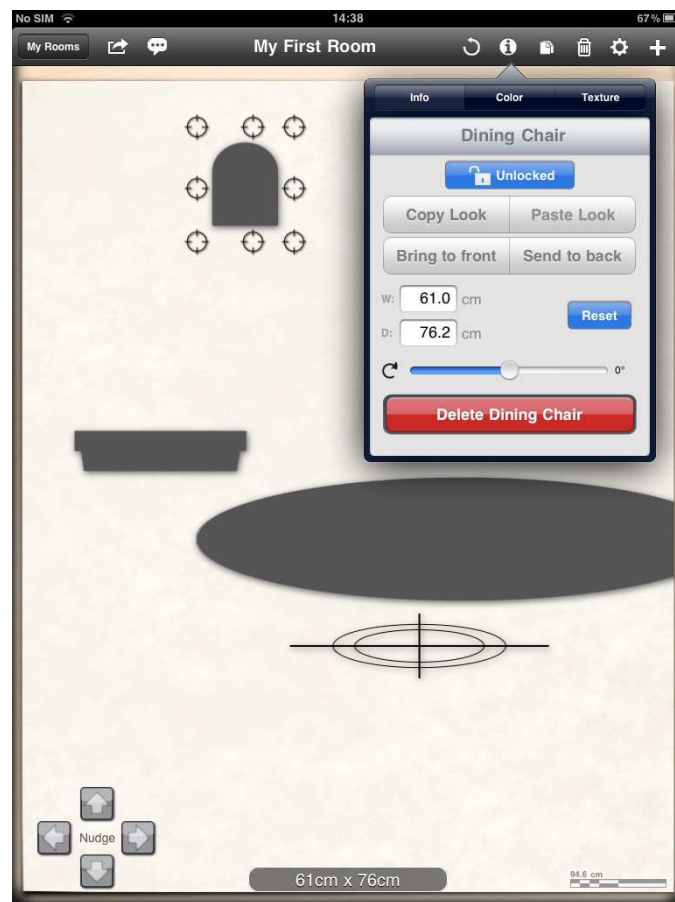 No SIM 14:38 67%
My Rooms My First Room
Info Color Texture
Dining Chair
Unlocked
Copy Look Paste Look
Bring to front Send to back
W: 61.0 cm
Reset
D: 76.2 cm
0°
Delete Dining Chair
Nudge
61cm x 76cm
94.6 cm